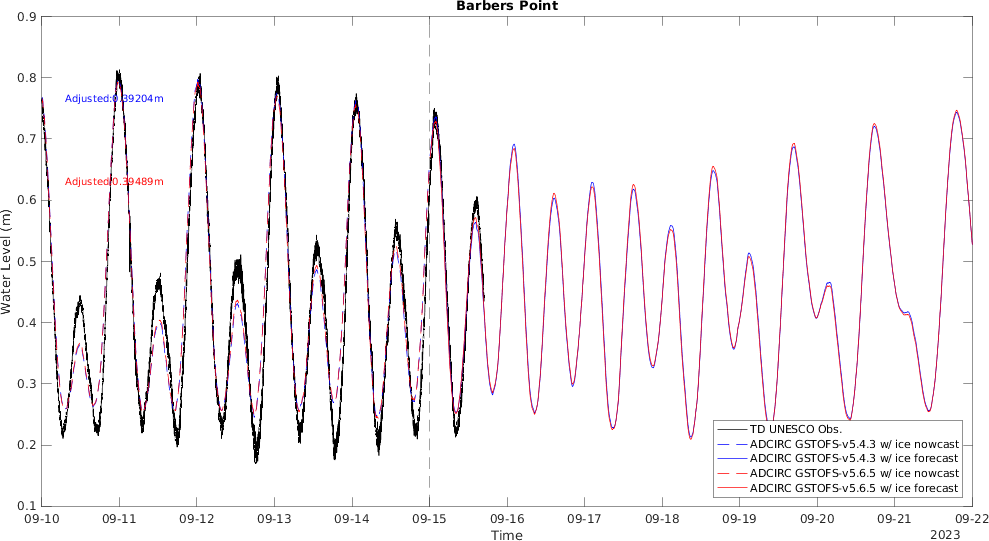 Barbers Point
0.9
0.8
0.7
0.6
0.5
0.4
0.3
0.2
0.1
Water Level (m)
Adjusted:0.39204m
Adjusted:0.39489m
TD UNESCO Obs.
ADCIRC GSTOFS-v5.4.3 w/ ice nowcast
ADCIRC GSTOFS-v5.4.3 w/ ice forecast
ADCIRC GSTOFS-v5.6.5 w/ ice nowcast
ADCIRC GSTOFS-v5.6.5 w/ ice forecast
09-10 09-11 09-12 09-13 09-14 09-15 09-16 09-17 09-18 09-19 09-20 09-21 09-22
Time
2023